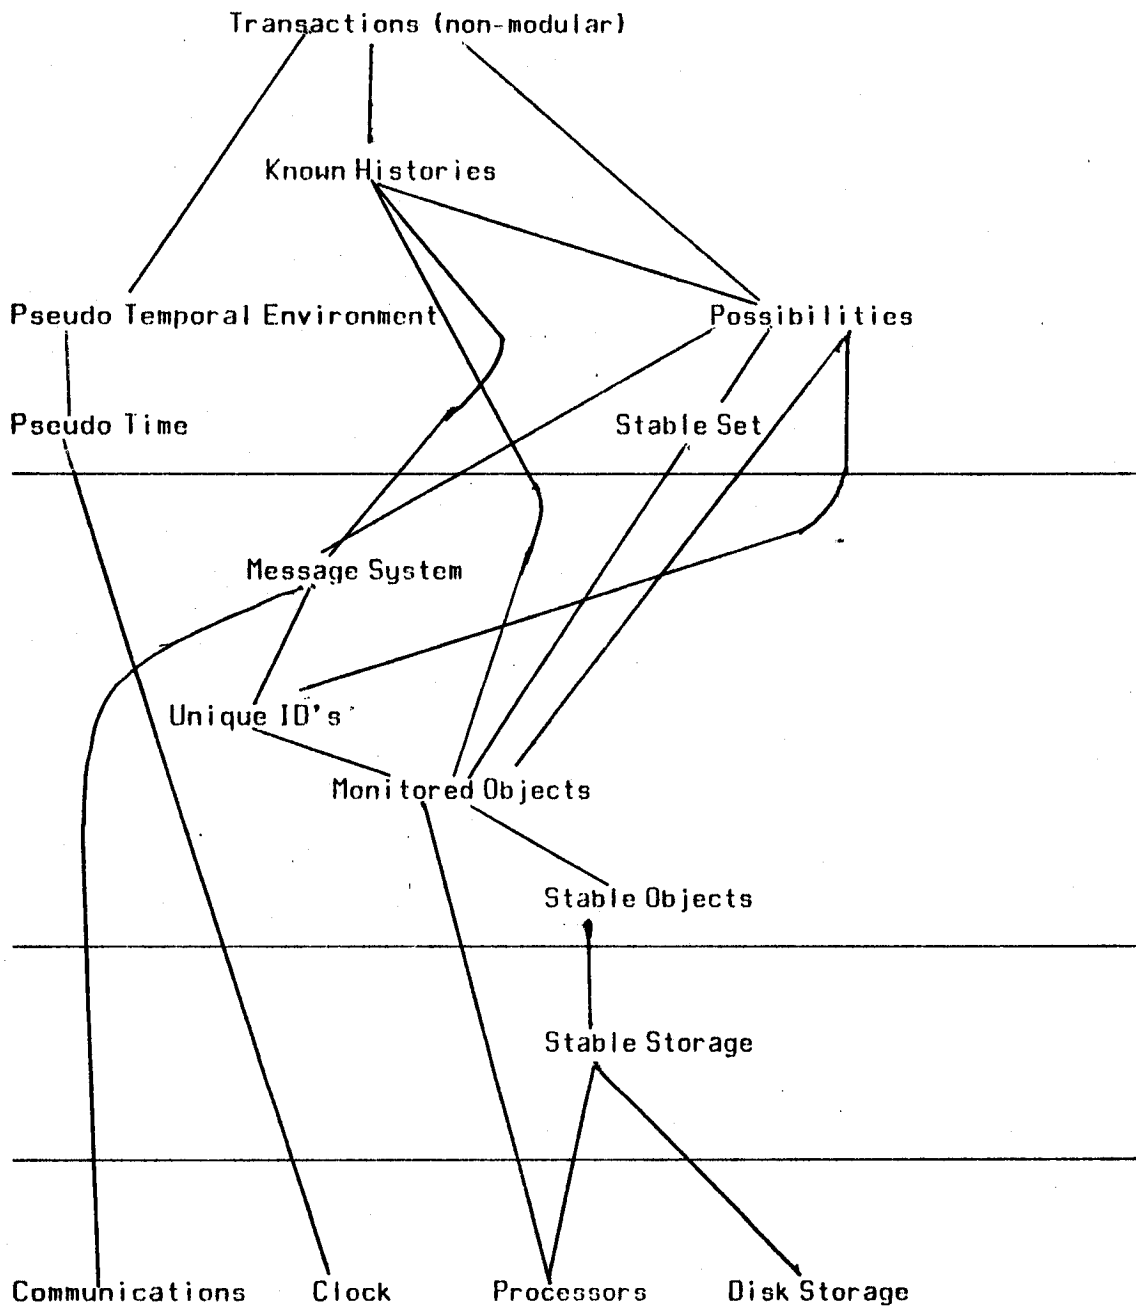 Transactions (non-modular)
Known Histories
Pseudo Temporal Environment
Possibilities
Pseudo Time
Stable Set
Message System
Unique ID's
Monitored Objects
Stable Objects
Stable Storage
Communications
Clock
Processors
Disk Storage